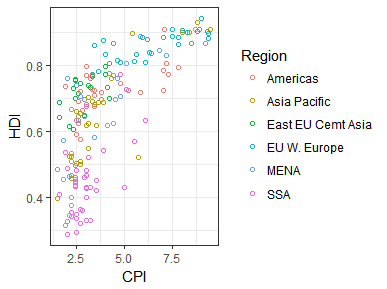 HDI
0.8
0.6
0.4
2.5 5.0 7.5
CPI
Region
Americas
Asia Pacific
East EU Cemt Asia
EU W. Europe
MENA
SSA